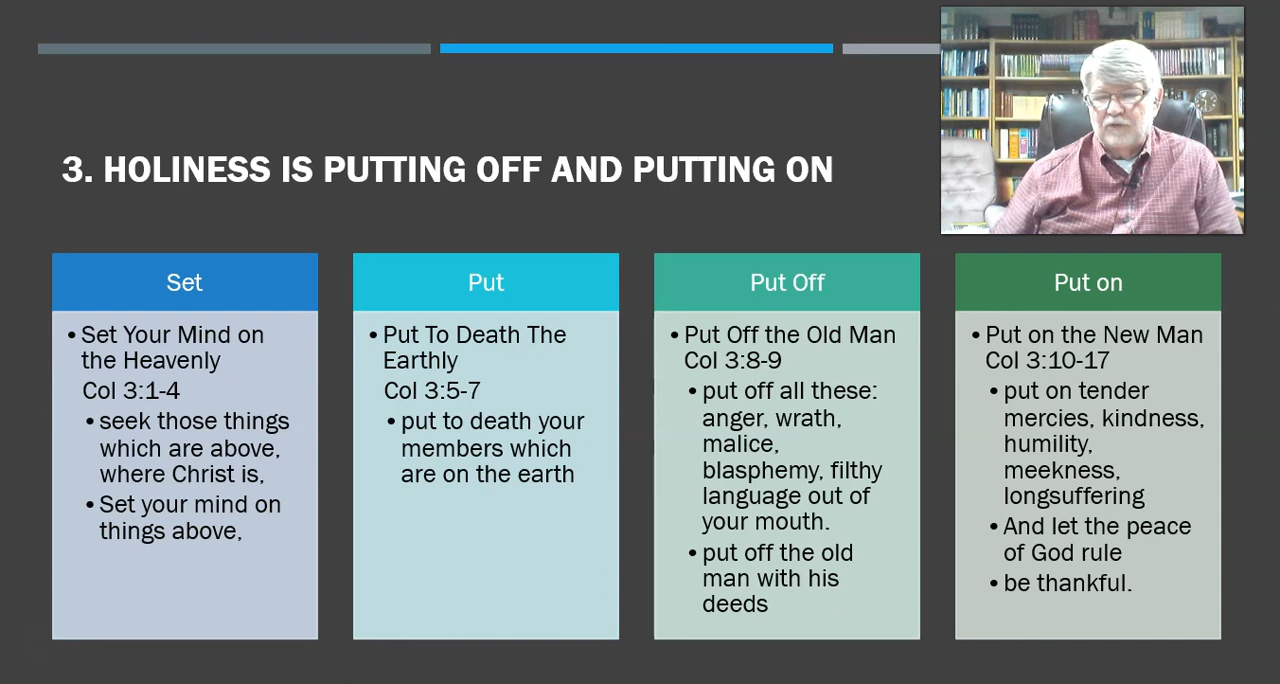 3. HOLINESS IS PUTTING OFF AND PUTTING ON
Set
• Set Your Mind on
the Heavenly
Col 3:1-4
• seek those things
which are above,
where Christ is,
• Set your mind on
things above,
Put
• Put To Death The
Earthly
Col 3:5-7
• put to death your
members which
are on the earth
Put Off
• Put Off the Old Man
Col 3:8-9
• put off all these:
anger, wrath,
malice,
blasphemy, filthy
language out of
your mouth.
• put off the old
man with his
deeds
Put on
• Put on the New Man
Col 3:10-17
• put on tender
mercies, kindness,
humility,
meekness,
longsuffering
• And let the peace
of God rule
• be thankful.